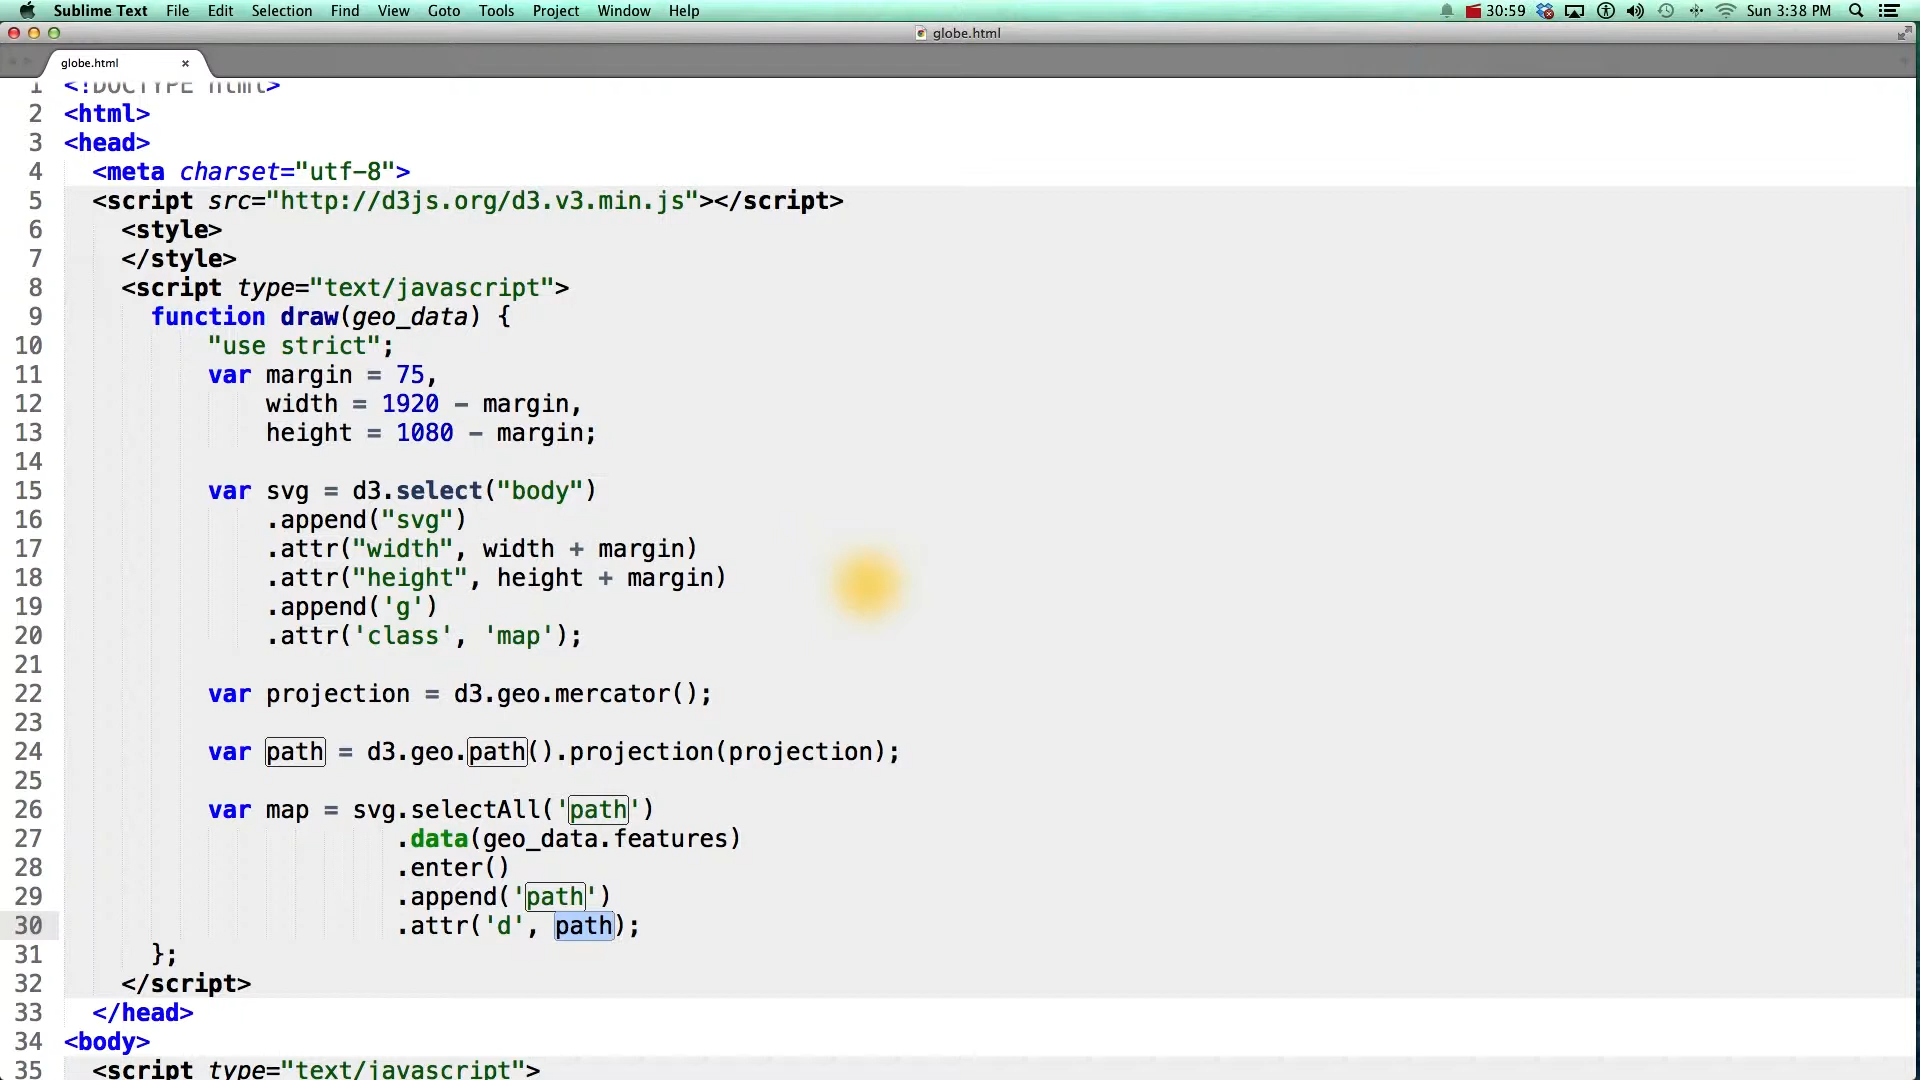 Sublime Text File Edit Selection Find View Goto Tools Project Window Help 30:59 Sun 3:38 PM
globe.html
globe.html ×
1 <!DOCTYPE html>
2 <html>
3 <head>
4 <meta charset="utf-8">
5 <script src="http://d3js.org/d3.v3.min.js"></script>
6 <style>
7 </style>
8 <script type="text/javascript">
9 function draw(geo_data) {
10 "use strict";
11 var margin = 75,
12 width = 1920 - margin,
13 height = 1080 - margin;
14
15 var svg = d3.select("body")
16 .append("svg")
17 .attr("width", width + margin)
18 .attr("height", height + margin)
19 .append('g')
20 .attr('class', 'map');
21
22 var projection = d3.geo.mercator();
23
24 var path = d3.geo.path().projection(projection);
25
26 var map = svg.selectAll('path')
27 .data(geo_data.features)
28 .enter()
29 .append('path')
30 .attr('d', path);
31 };
32 </script>
33 </head>
34 <body>
35 <script type="text/javascript">